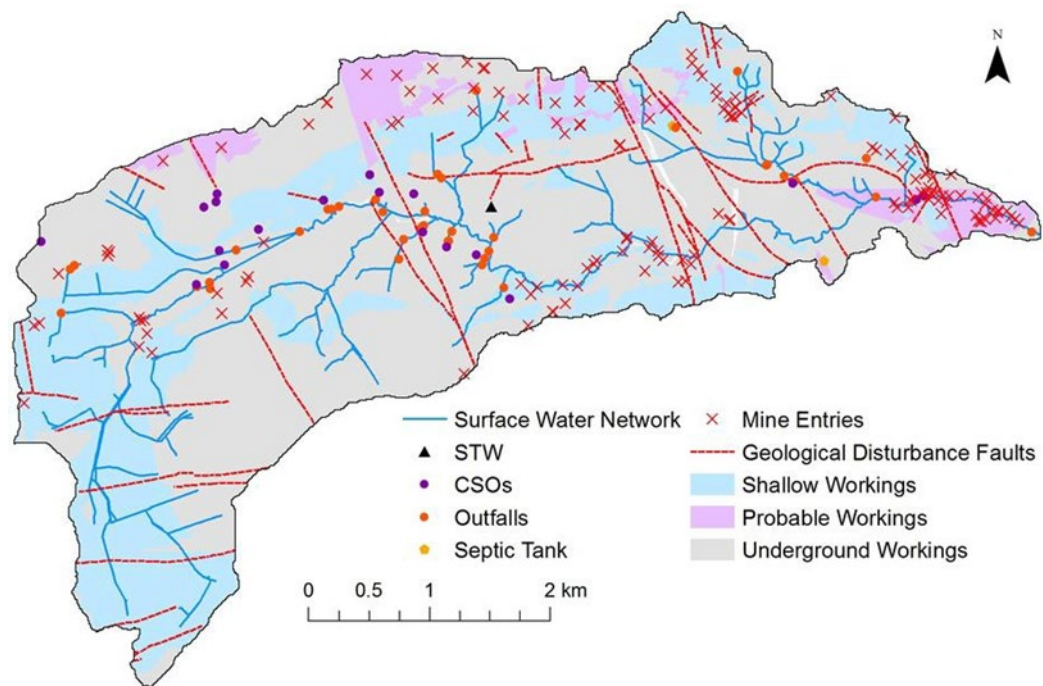 N
Surface Water Network
STW
CSOs
Outfalls
Septic Tank
Mine Entries
Geological Disturbance Faults
Shallow Workings
Probable Workings
Underground Workings
0 0.5 1 2 km